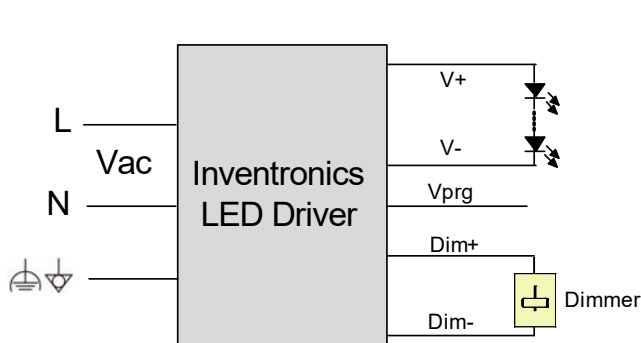 L
Vac
N
Inventronics
LED Driver
V+
V-
Vprg
Dim+
Dim-
Dimmer